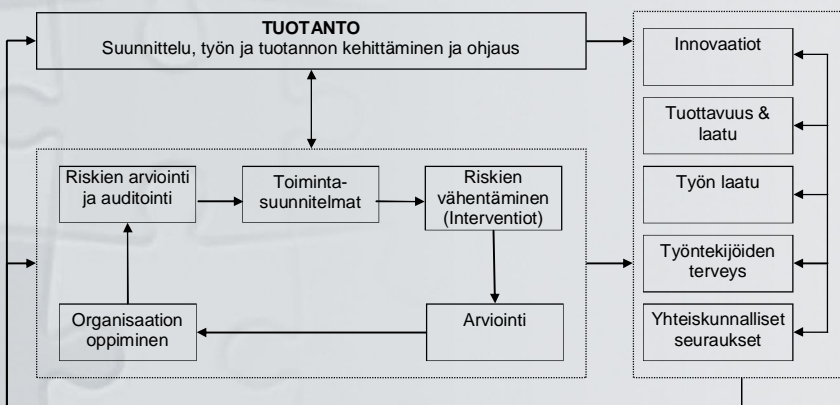 TUOTANTO
Suunnittelu, työn ja tuotannon kehittäminen ja ohjaus
Riskien arviointi
ja auditointi
Toiminta-
suunnitelmat
Riskien
vähentäminen
(Interventiot)
Organisaation
oppiminen
Arviointi
Innovaatiot
Tuottavuus &
laatu
Työn laatu
Työntekijöiden
terveys
Yhteiskunnalliset
seuraukset